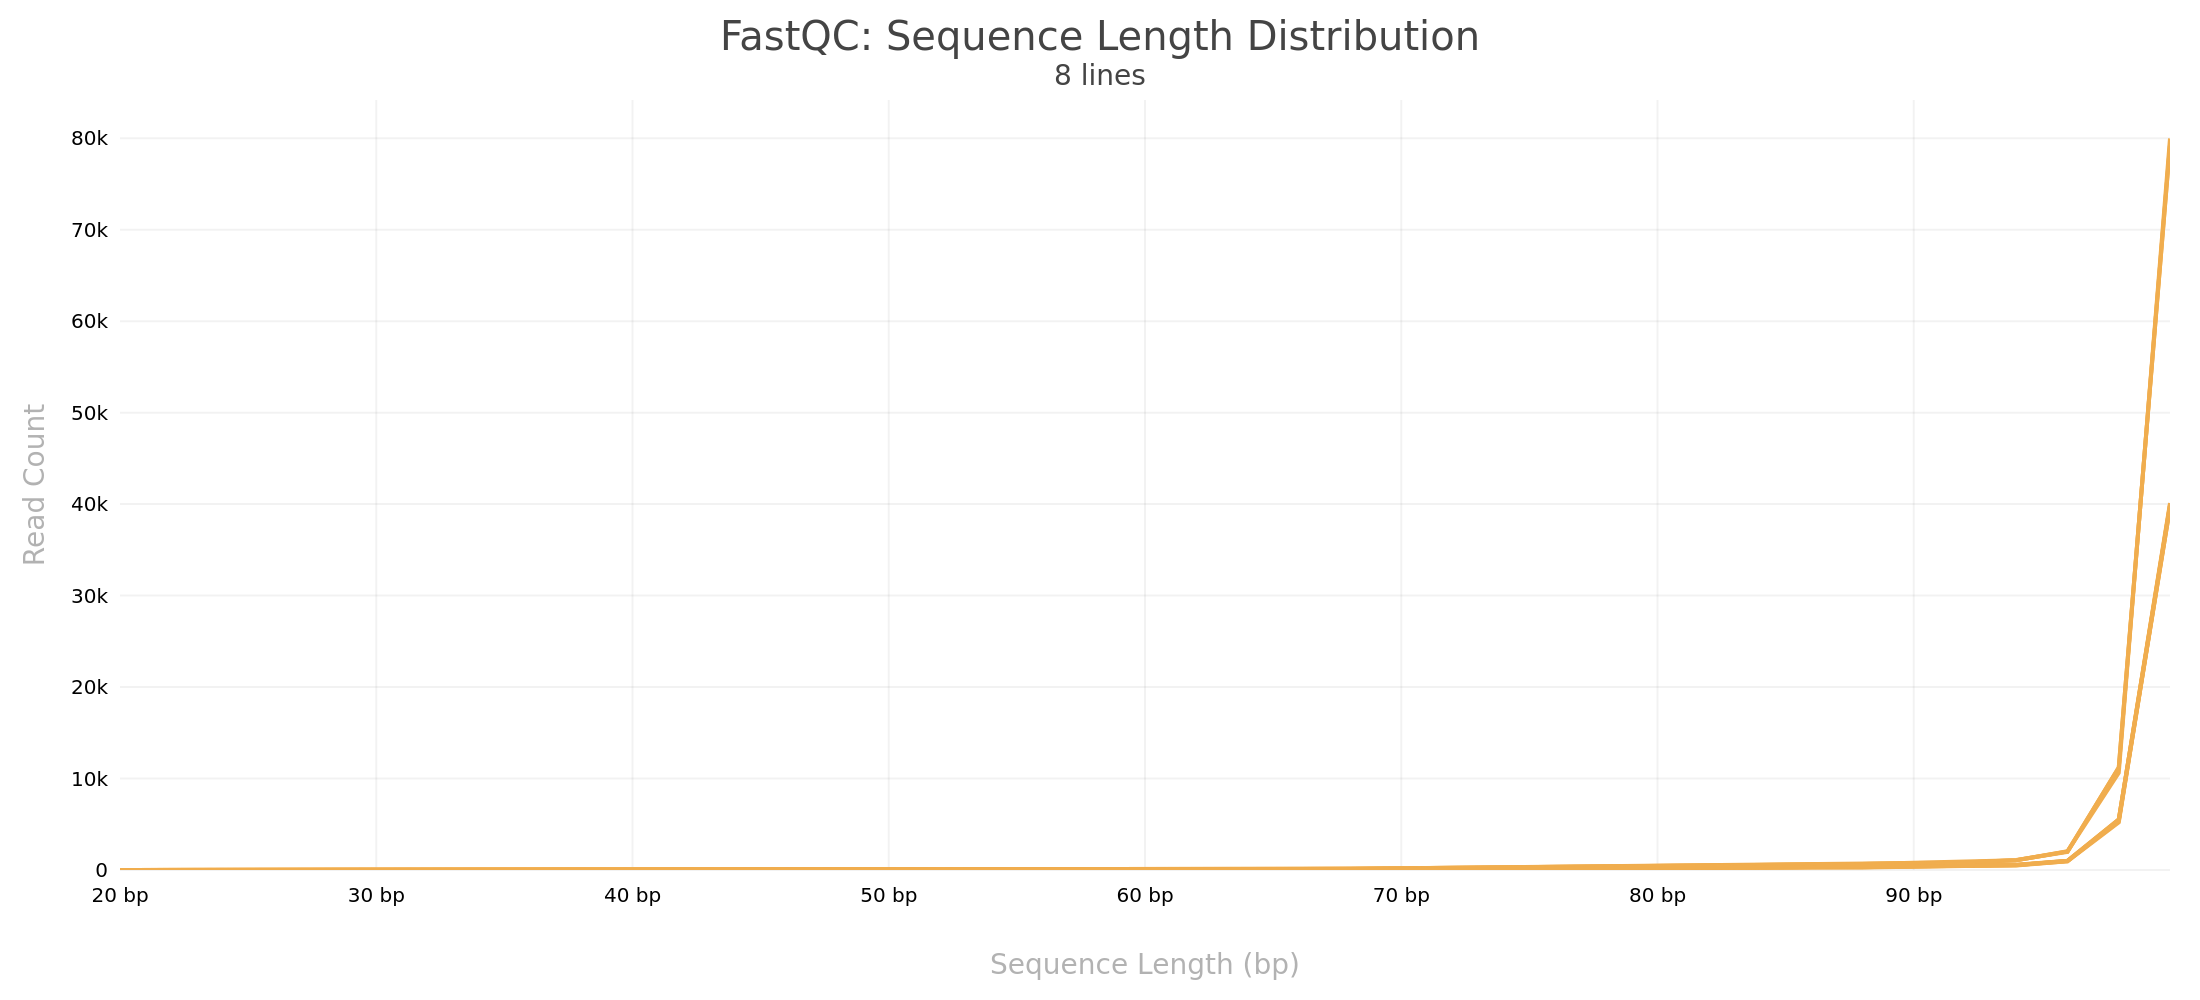 FastQC: Sequence Length Distribution
8 lines
80k
70k
60k
50k
40k
30k
20k
10k
0
Read Count
20 bp 30 bp 40 bp 50 bp 60 bp 70 bp 80 bp 90 bp
Sequence Length (bp)